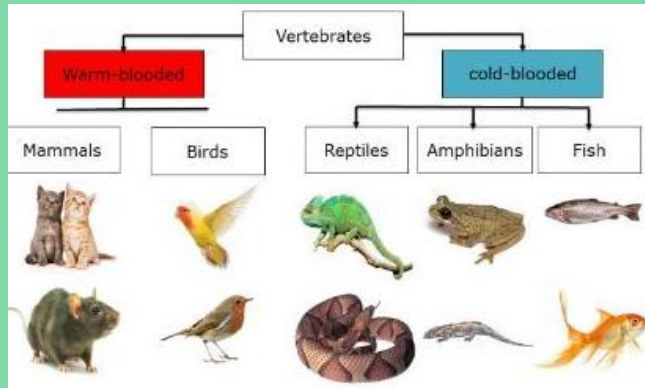 Vertebrates
Warm-blooded
cold-blooded
Mammals
Birds
Reptiles
Amphibians
Fish